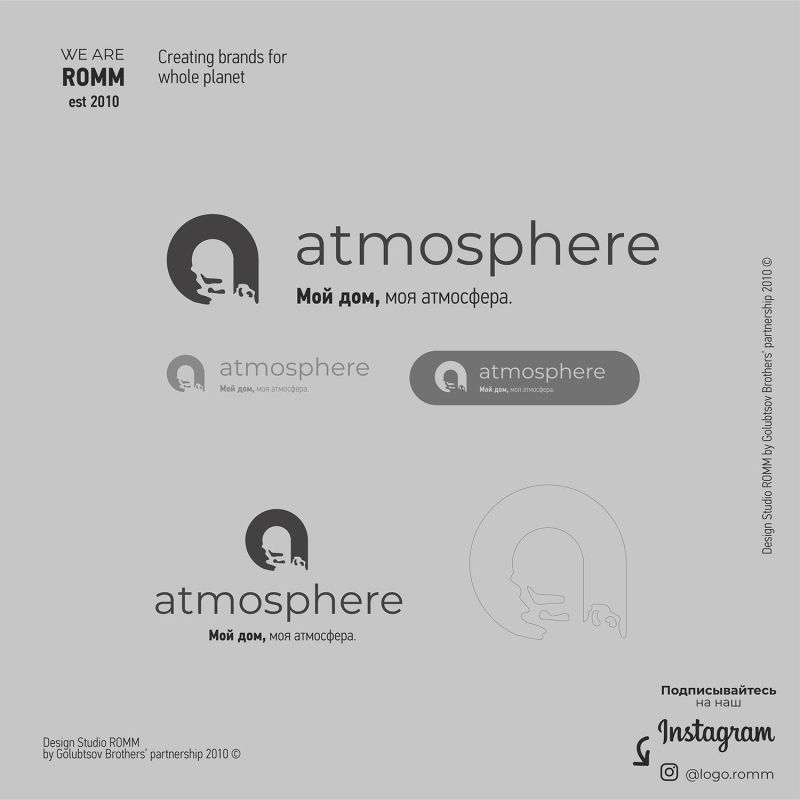 WE ARE
ROMM
est 2010
Creating brands for
whole planet
atmosphere
Мой дом, моя атмосфера.
atmosphere
Мой дом, моя атмосфера.
atmosphere
Мой дом, моя атмосфера.
atmosphere
Мой дом, моя атмосфера.
Design Studio ROMM by Golubtsov Brothers' partnership 2010 ©
Подписывайтесь
на наш
Instagram
@logo.romm
Design Studio ROMM
by Golubtsov Brothers' partnership 2010 ©